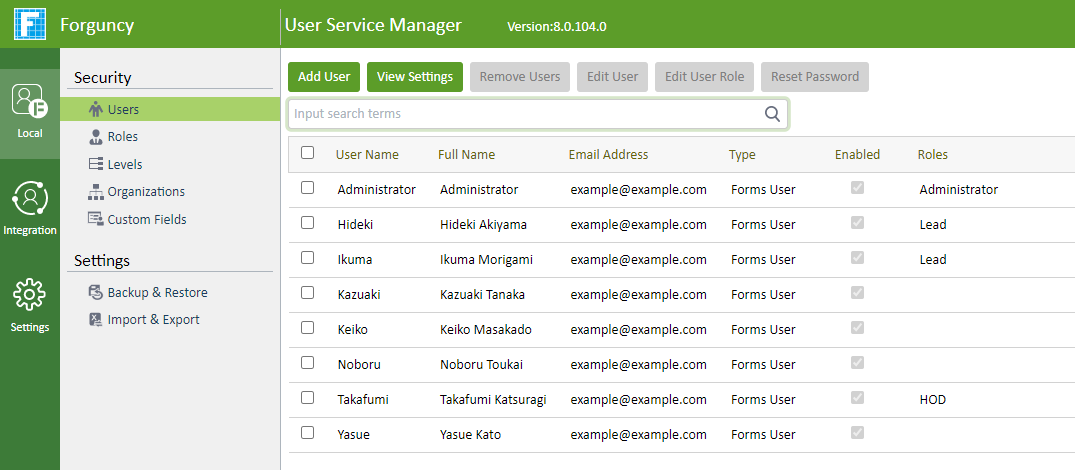 Forguncy
User Service Manager Version:8.0.104.0
Local
Integration
Settings
Security
Users
Roles
Levels
Organizations
Custom Fields
Settings
Backup & Restore
Import & Export
Add User View Settings Remove Users Edit User Edit User Role Reset Password
Input search terms
User Name Full Name Email Address Type Enabled Roles
Administrator Administrator example@example.com Forms User Administrator
Hideki Hideki Akiyama example@example.com Forms User Lead
Ikuma Ikuma Morigami example@example.com Forms User Lead
Kazuaki Kazuaki Tanaka example@example.com Forms User
Keiko Keiko Masakado example@example.com Forms User
Noboru Noboru Toukai example@example.com Forms User
Takafumi Takafumi Katsuragi example@example.com Forms User HOD
Yasue Yasue Kato example@example.com Forms User